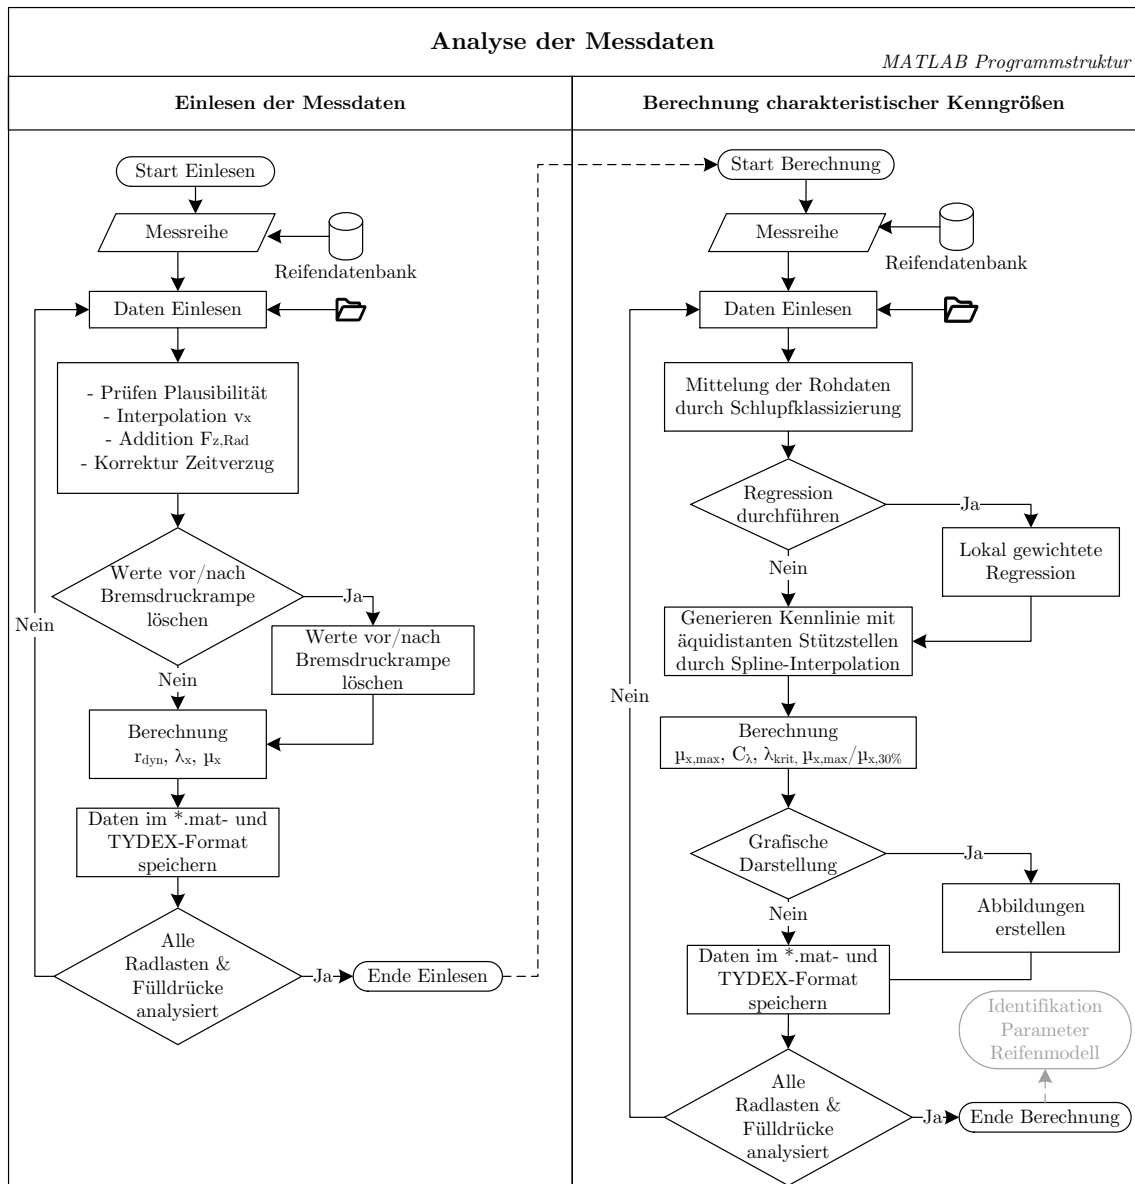 Analyse der Messdaten
MATLAB Programmstruktur
Einlesen der Messdaten
Start Einlesen
Messreihe
Reifendatenbank
Daten Einlesen
- Prüfen Plausibilität
- Interpolation vx
- Addition Fz,Rad
- Korrektur Zeitverzug
Werte vor/nach
Bremsdruckrampe
löschen
Ja
Werte vor/nach
Bremsdruckrampe
löschen
Nein
Nein
Berechnung
rdyn, λx, µx
Daten im *.mat- und
TYDEX-Format
speichern
Alle
Radlasten &
Fülldrücke
analysiert
Ja
Ende Einlesen
Berechnung charakteristischer Kenngrößen
Start Berechnung
Messreihe
Reifendatenbank
Daten Einlesen
Mittelung der Rohdaten
durch Schlupfklassizierung
Regression
durchführen
Ja
Lokal gewichtete
Regression
Nein
Generieren Kennlinie mit
äquidistanten Stützstellen
durch Spline-Interpolation
Nein
Berechnung
µx,max, Cλ, λkrit, µx,max/µx,30%
Grafische
Darstellung
Ja
Abbildungen
erstellen
Nein
Daten im *.mat- und
TYDEX-Format
speichern
Identifikation
Parameter
Reifenmodell
Alle
Radlasten &
Fülldrücke
analysiert
Ja
Ende Berechnung